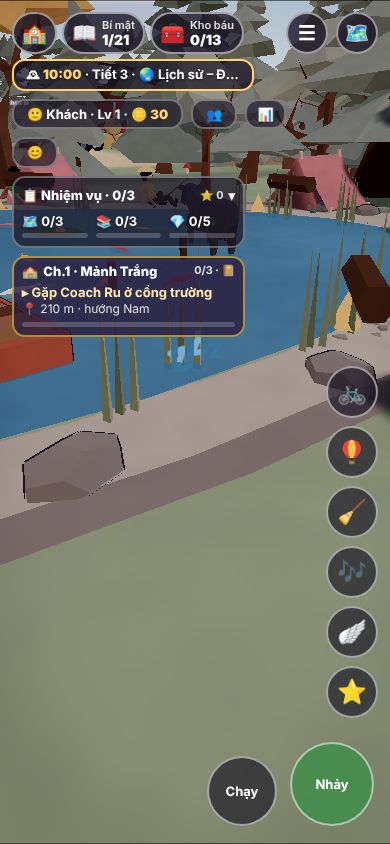 Bí mật
1/21
Kho báu
0/13
10:00 · Tiết 3 · Lịch sử – Đ...
Khách · Lv 1 · 30
Nhiệm vụ · 0/3
0 ▾
0/3
0/3
0/5
Ch.1 · Mảnh Trắng
0/3 ·
▸ Gặp Coach Ru ở cổng trường
210 m · hướng Nam
Chạy
Nhảy